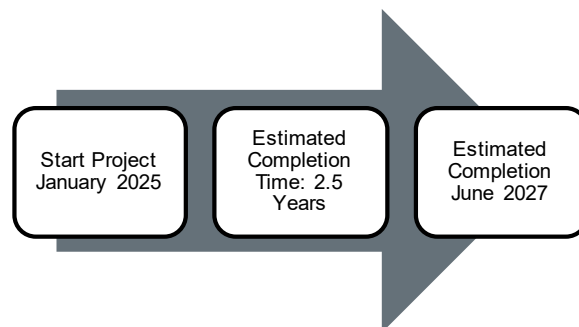 Start Project
January 2025
Estimated
Completion
Time: 2.5
Years
Estimated
Completion
June 2027